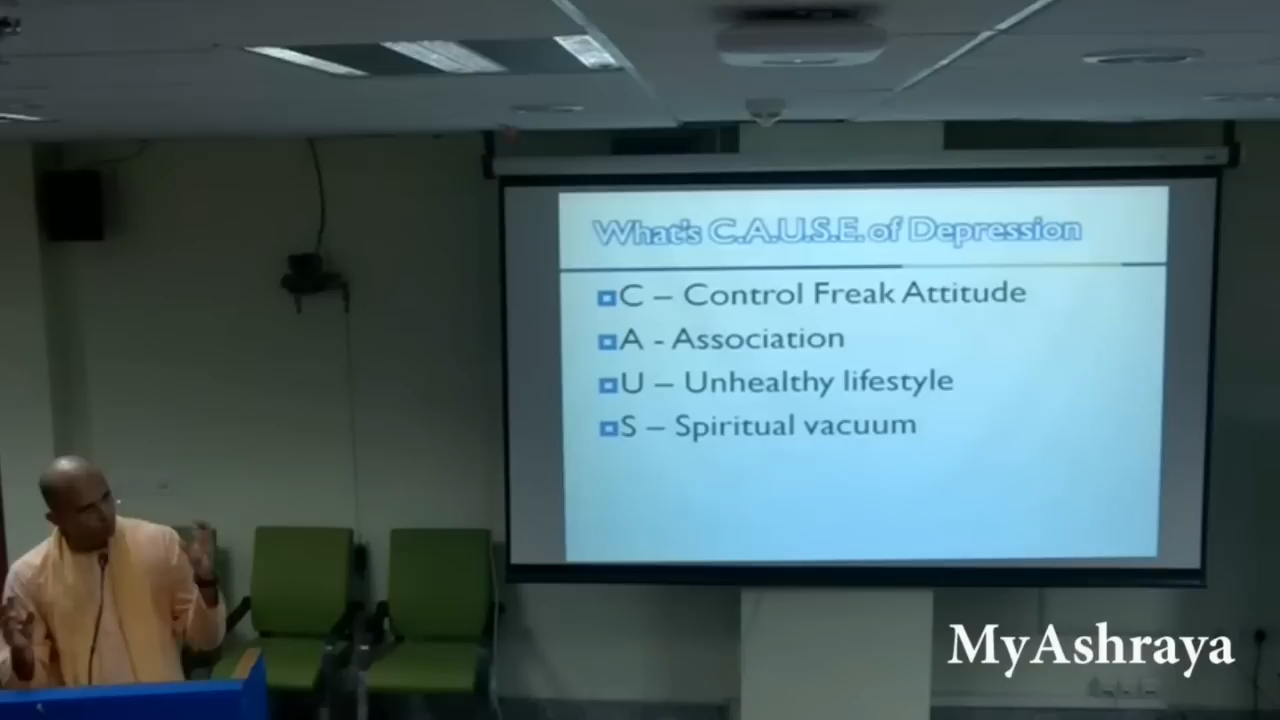 What's C.A.U.S.E. of Depression
C – Control Freak Attitude
A - Association
U – Unhealthy lifestyle
S – Spiritual vacuum
MyAshraya